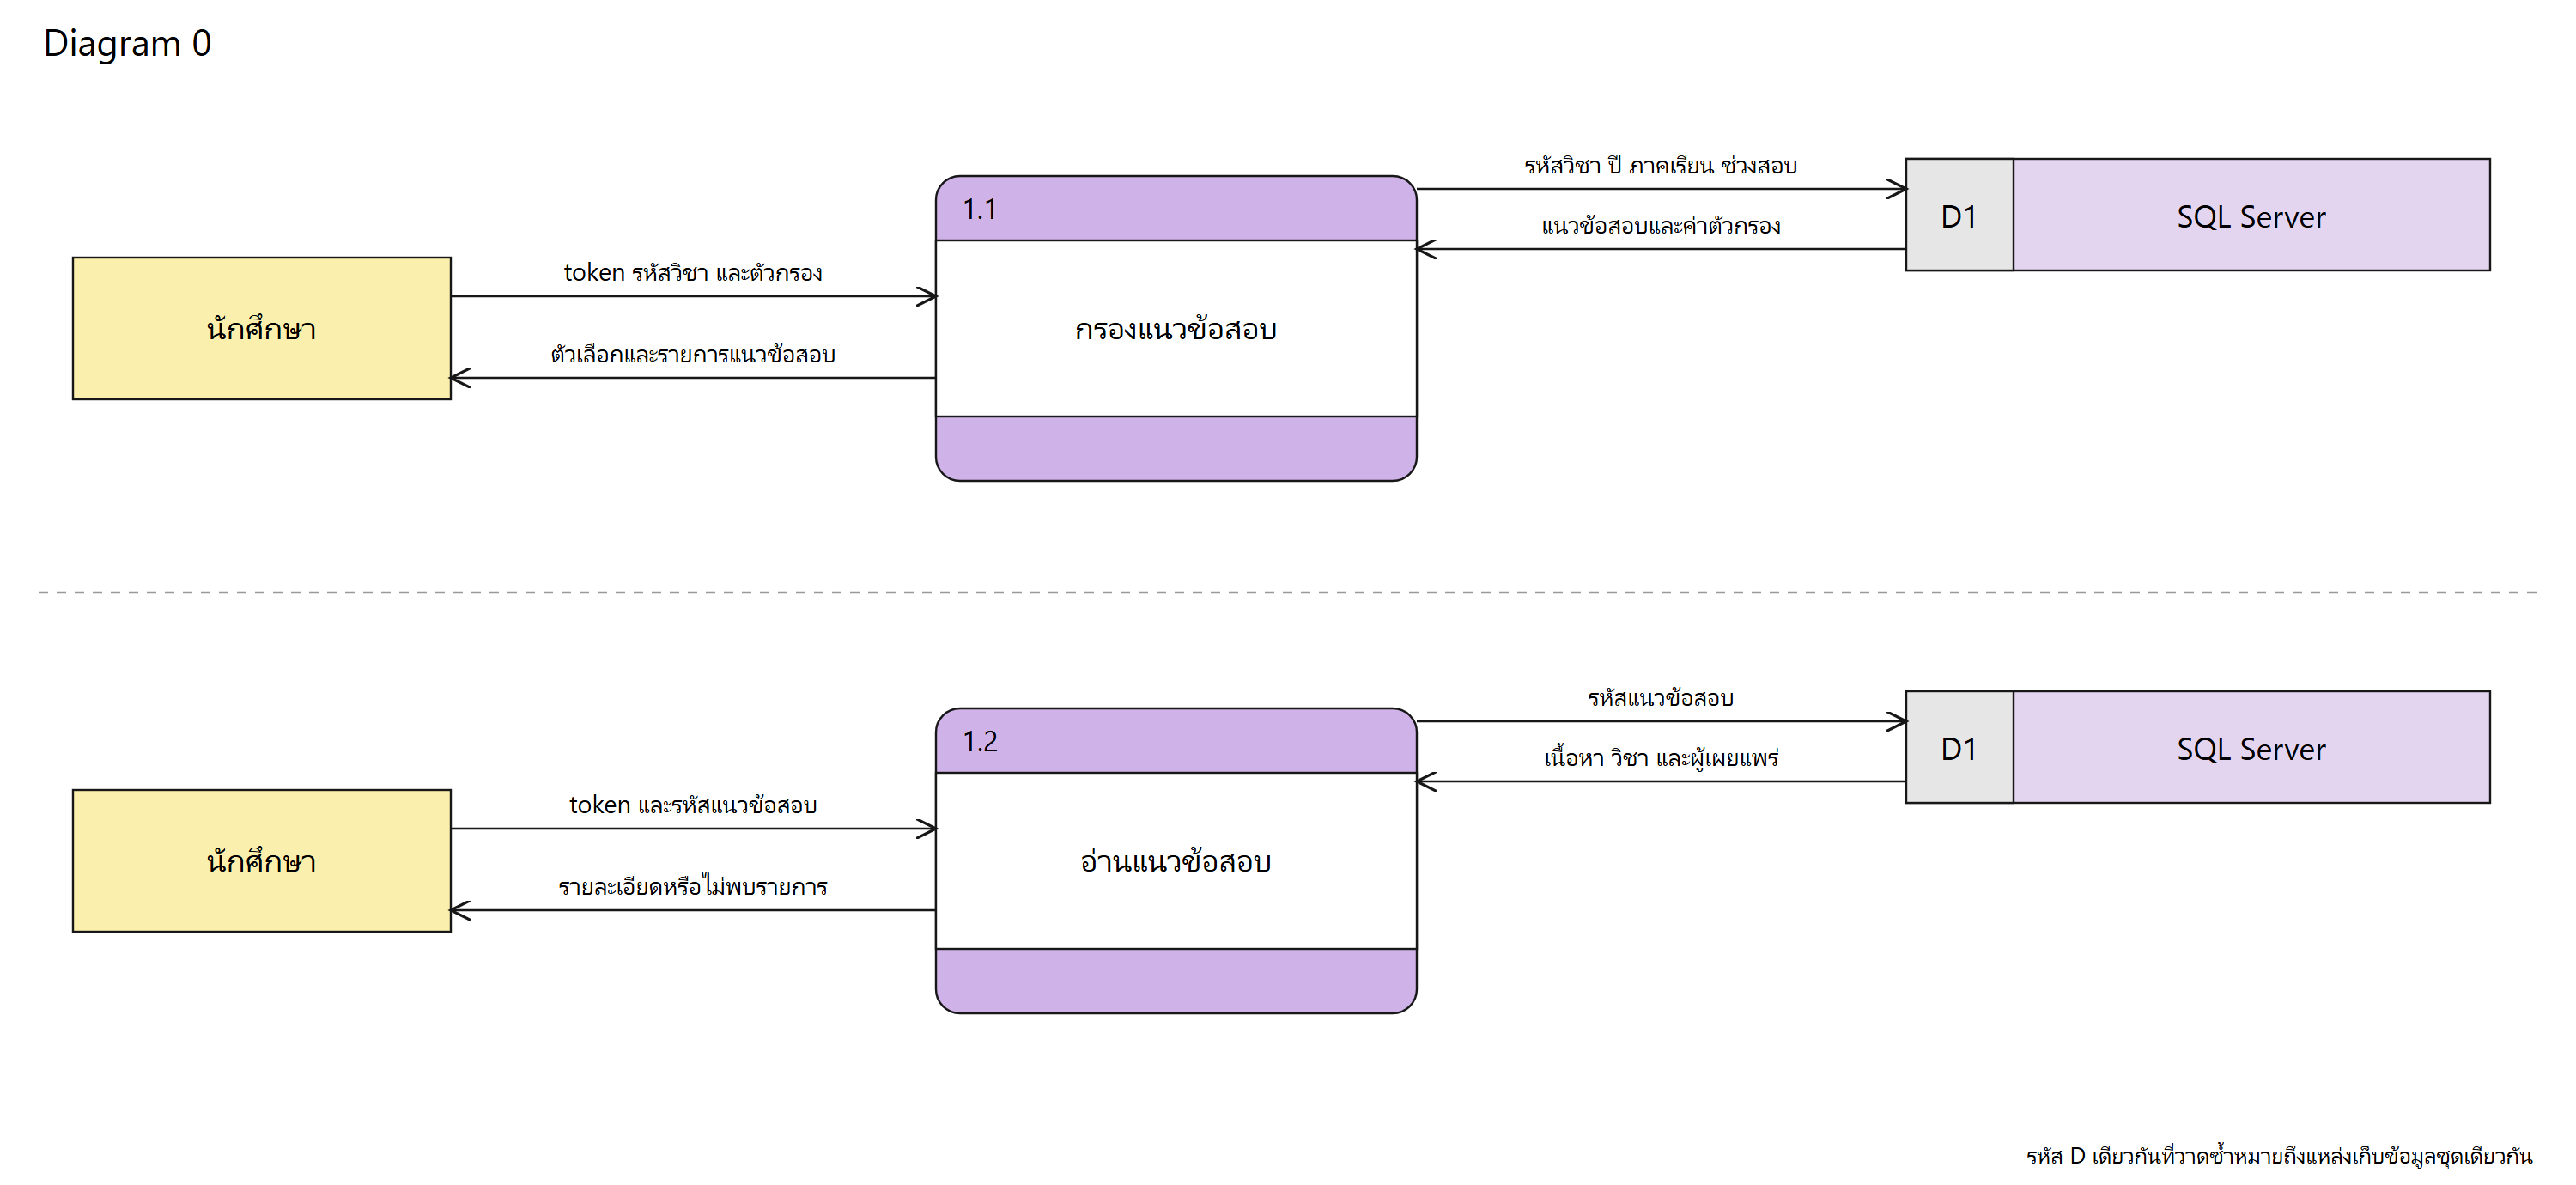 Diagram 0
รหัสวิชา ปี ภาคเรียน ช่วงสอบ
1.1
D1
SQL Server
แนวข้อสอบและค่าตัวกรอง
token รหัสวิชา และตัวกรอง
นักศึกษา
กรองแนวข้อสอบ
ตัวเลือกและรายการแนวข้อสอบ
รหัสแนวข้อสอบ
1.2
D1
SQL Server
เนื้อหา วิชา และผู้เผยแพร่
token และรหัสแนวข้อสอบ
นักศึกษา
อ่านแนวข้อสอบ
รายละเอียดหรือไม่พบรายการ
รหัส D เดียวกันที่วาดซ้ำหมายถึงแหล่งเก็บข้อมูลชุดเดียวกัน